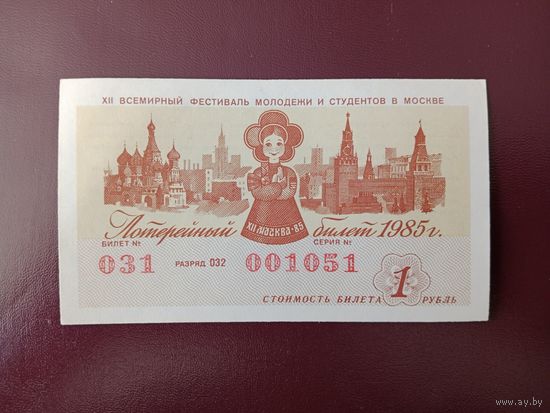 XII ВСЕМИРНЫЙ ФЕСТИВАЛЬ МОЛОДЕЖИ И СТУДЕНТОВ В МОСКВЕ
XII МОСКВА-85
Лотерейный билет 1985г.
БИЛЕТ № СЕРИЯ №
031 РАЗРЯД 032 001051
СТОИМОСТЬ БИЛЕТА 1 РУБЛЬ
www.ay.by